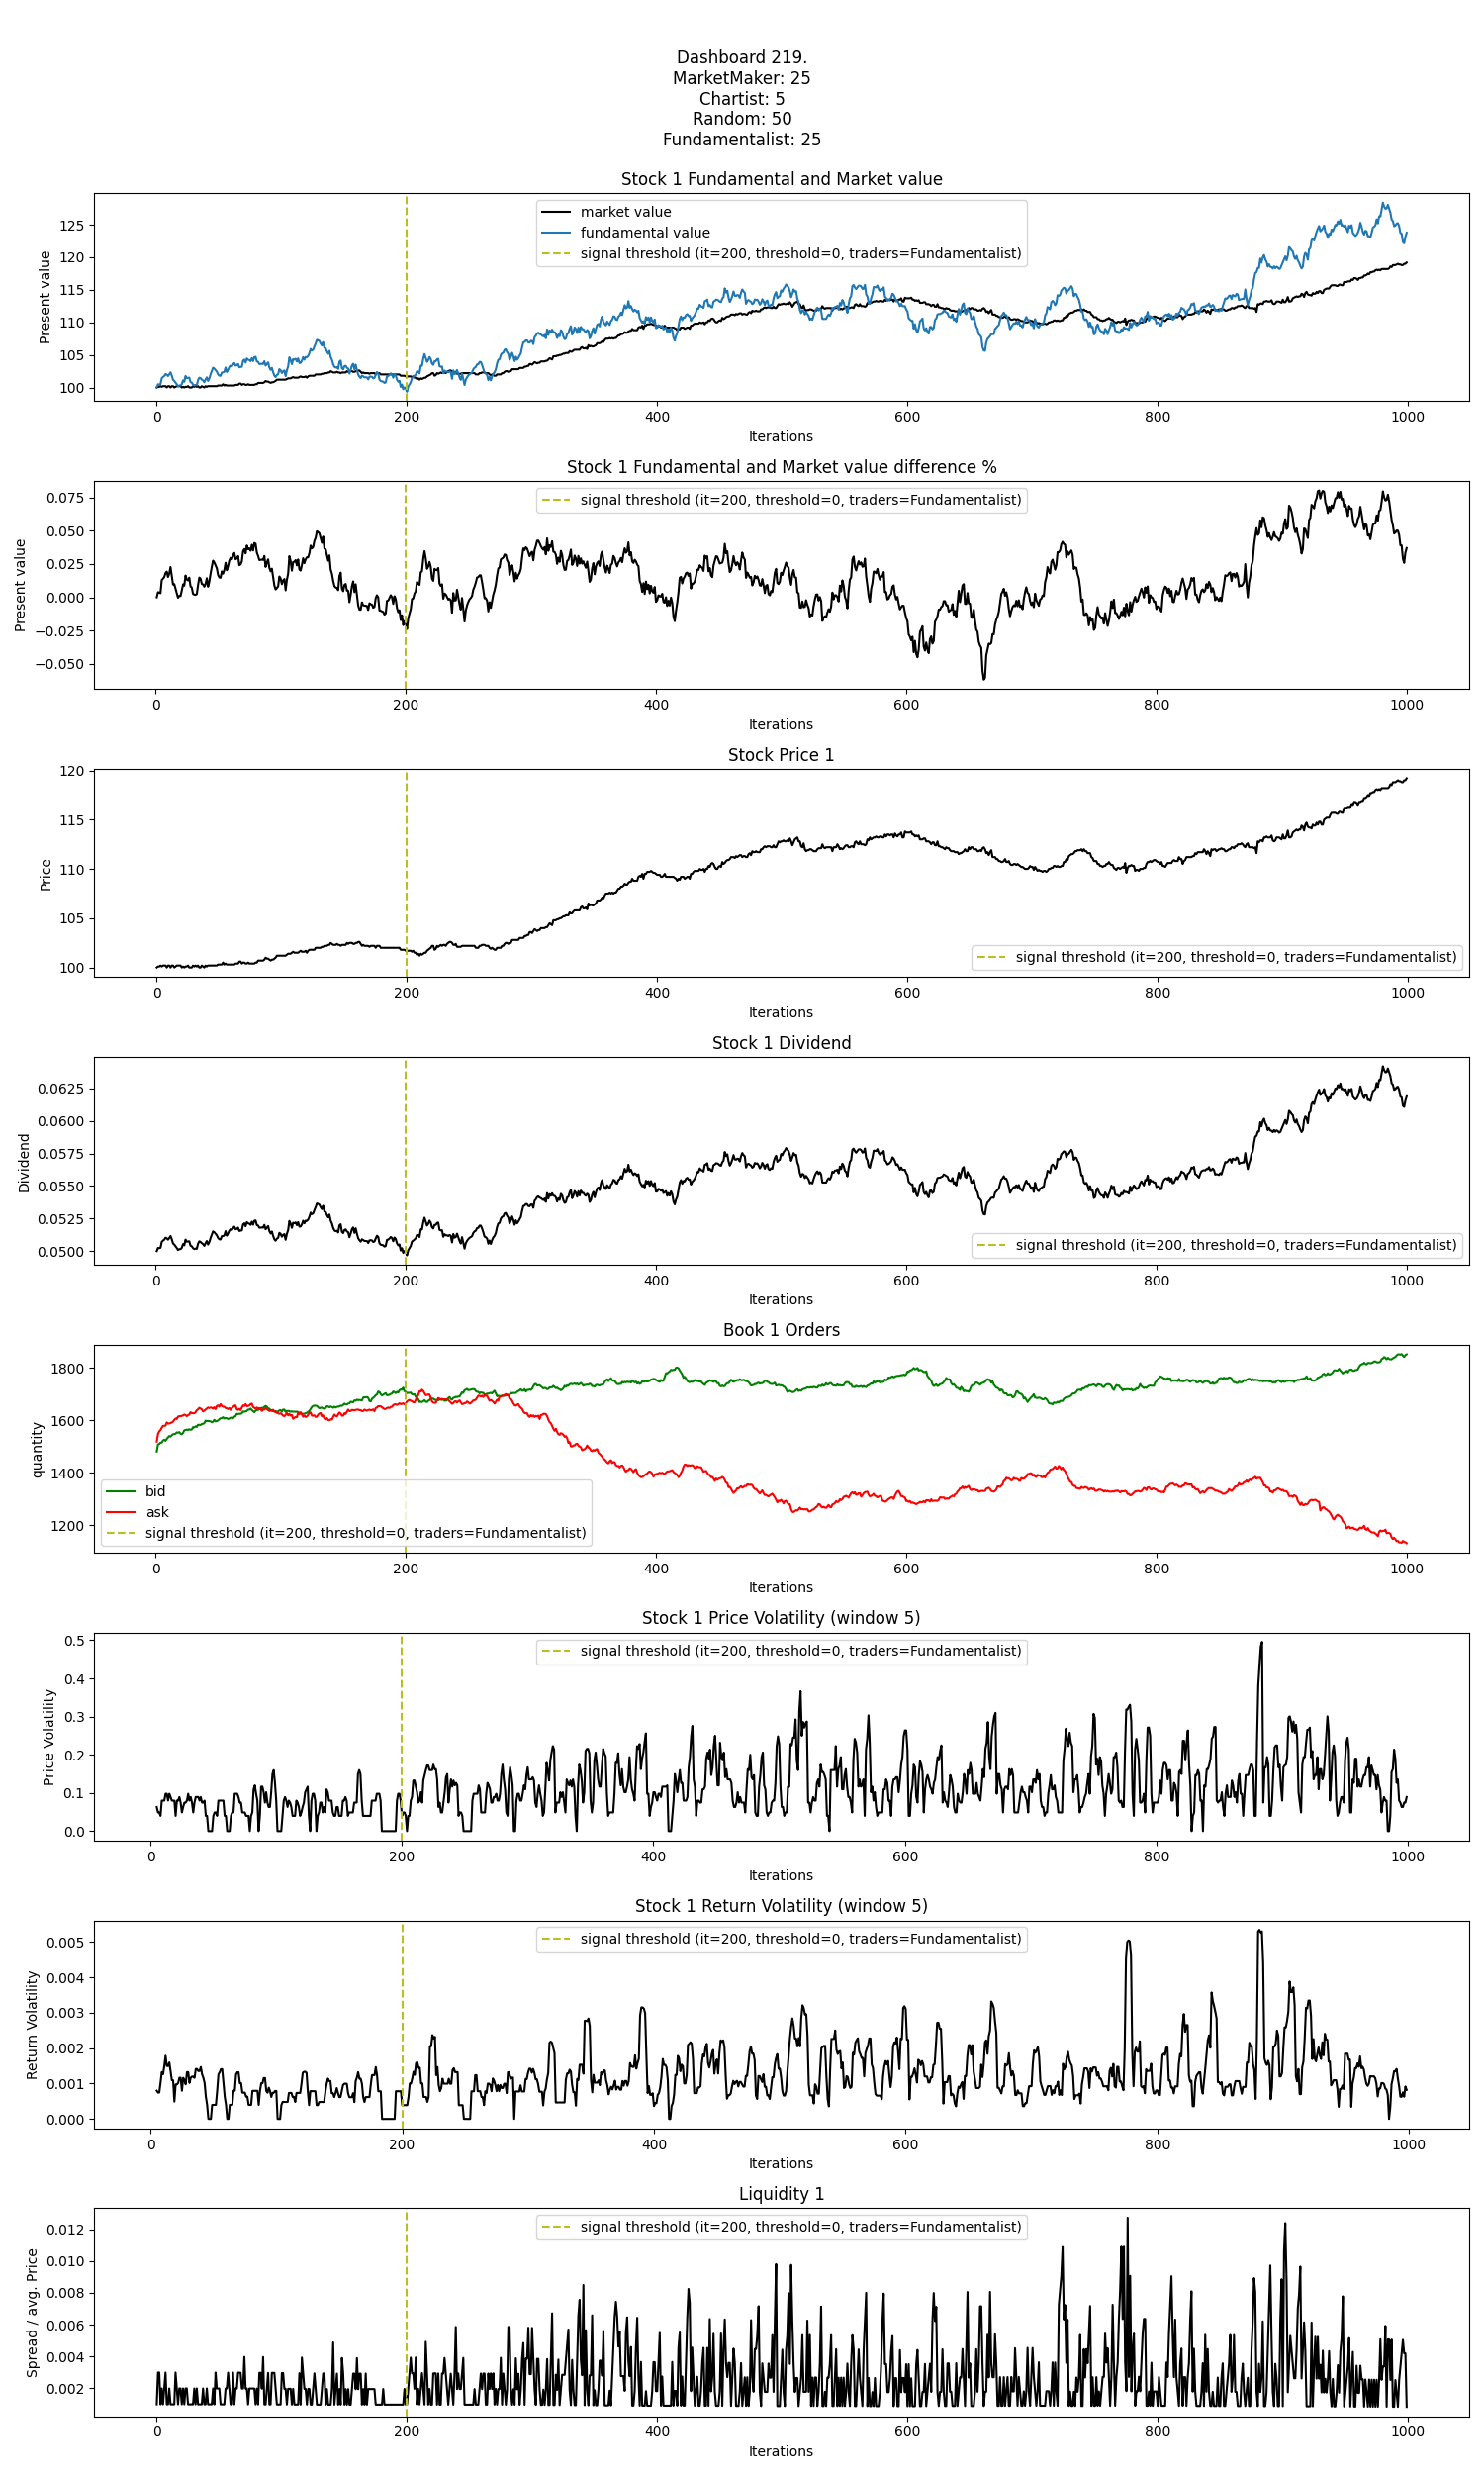 Dashboard 219.
MarketMaker: 25
Chartist: 5
Random: 50
Fundamentalist: 25
Stock 1 Fundamental and Market value
market value
fundamental value
signal threshold (it=200, threshold=0, traders=Fundamentalist)
Present value
125
120
115
110
105
100
0 200 400 600 800 1000
Iterations
Stock 1 Fundamental and Market value difference %
signal threshold (it=200, threshold=0, traders=Fundamentalist)
Present value
0.075
0.050
0.025
0.000
−0.025
−0.050
0 200 400 600 800 1000
Iterations
Stock Price 1
Price
120
115
110
105
100
signal threshold (it=200, threshold=0, traders=Fundamentalist)
0 200 400 600 800 1000
Iterations
Stock 1 Dividend
Dividend
0.0625
0.0600
0.0575
0.0550
0.0525
0.0500
signal threshold (it=200, threshold=0, traders=Fundamentalist)
0 200 400 600 800 1000
Iterations
Book 1 Orders
quantity
1800
1600
1400
1200
bid
ask
signal threshold (it=200, threshold=0, traders=Fundamentalist)
0 200 400 600 800 1000
Iterations
Stock 1 Price Volatility (window 5)
signal threshold (it=200, threshold=0, traders=Fundamentalist)
Price Volatility
0.5
0.4
0.3
0.2
0.1
0.0
0 200 400 600 800 1000
Iterations
Stock 1 Return Volatility (window 5)
signal threshold (it=200, threshold=0, traders=Fundamentalist)
Return Volatility
0.005
0.004
0.003
0.002
0.001
0.000
0 200 400 600 800 1000
Iterations
Liquidity 1
signal threshold (it=200, threshold=0, traders=Fundamentalist)
Spread / avg. Price
0.012
0.010
0.008
0.006
0.004
0.002
0 200 400 600 800 1000
Iterations